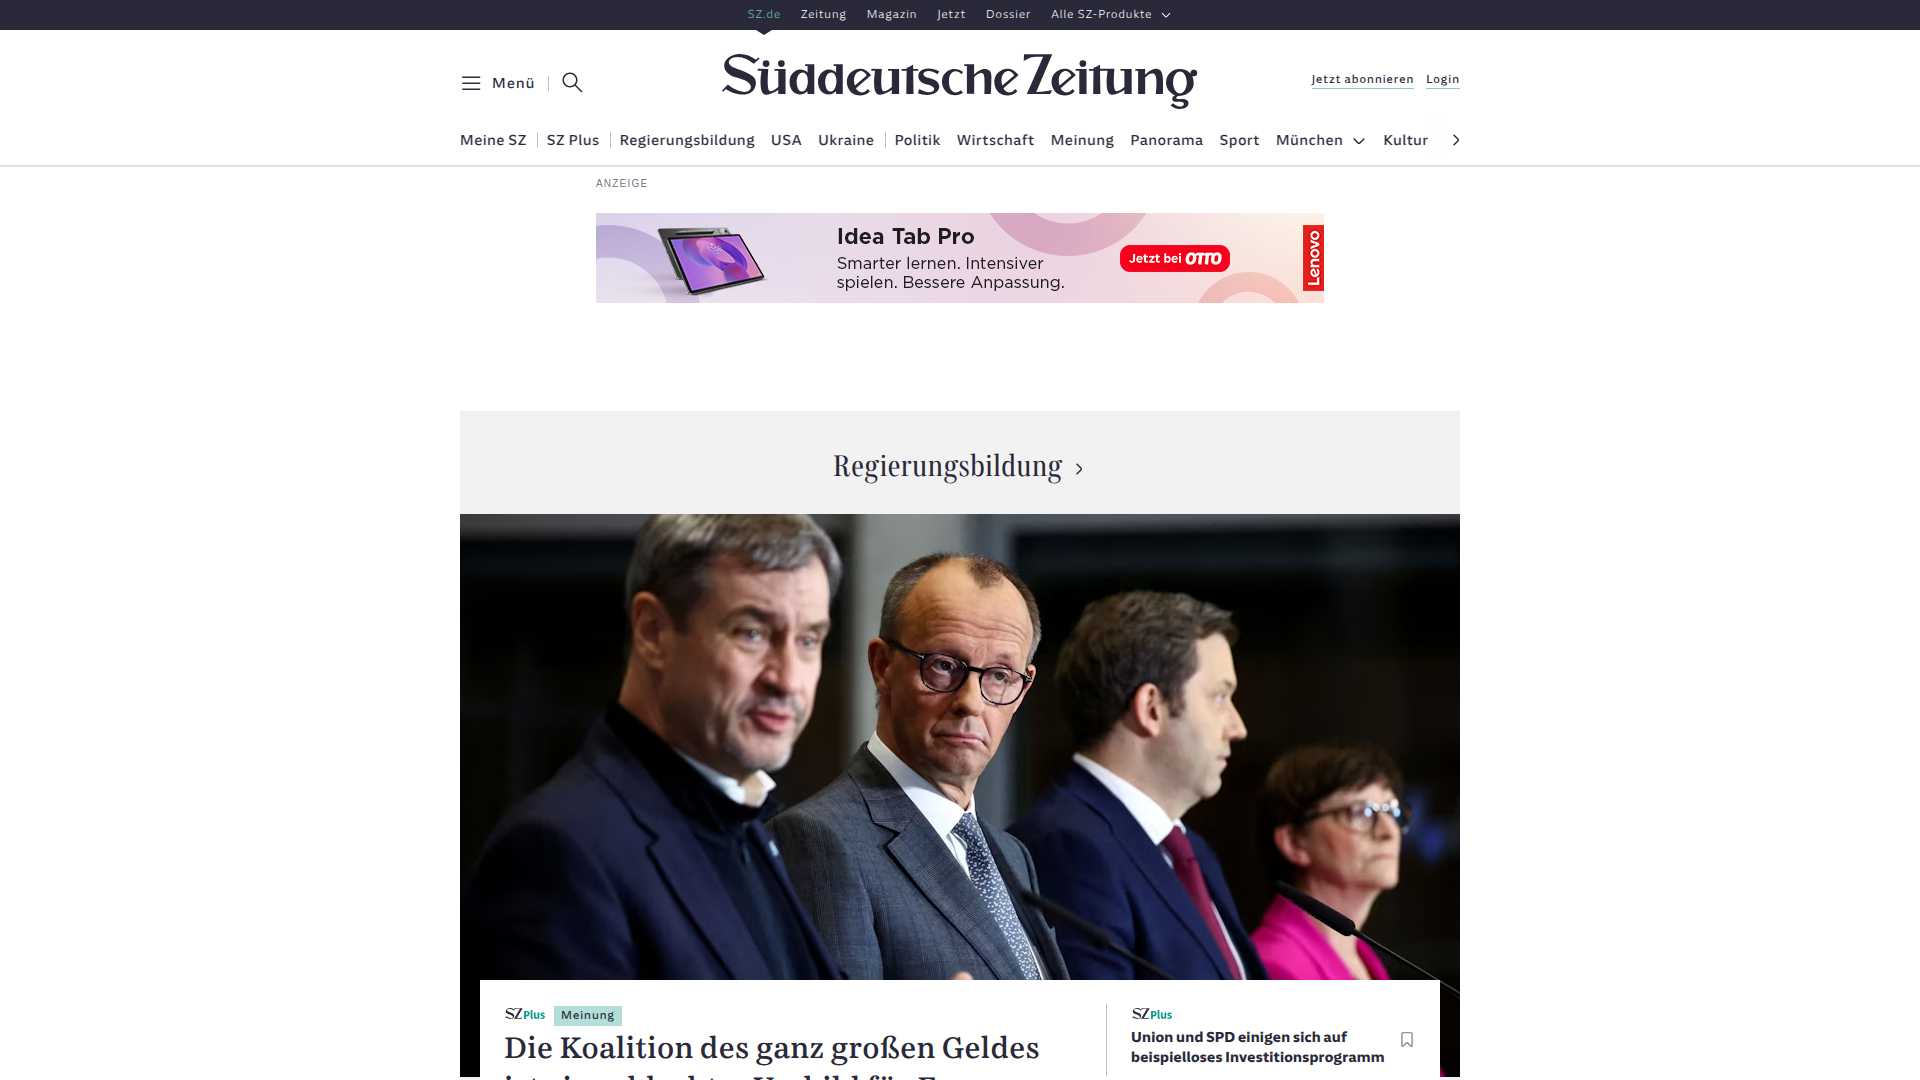 SZ.de Zeitung Magazin Jetzt Dossier Alle SZ-Produkte
Menü
Süddeutsche Zeitung
Jetzt abonnieren Login
Meine SZ SZ Plus Regierungsbildung USA Ukraine Politik Wirtschaft Meinung Panorama Sport München Kultur
ANZEIGE
Idea Tab Pro
Smarter lernen. Intensiver
spielen. Bessere Anpassung.
Jetzt bei OTTO
Lenovo
Regierungsbildung
SZ Plus Meinung
Die Koalition des ganz großen Geldes
SZ Plus
Union und SPD einigen sich auf
beispielloses Investitionsprogramm